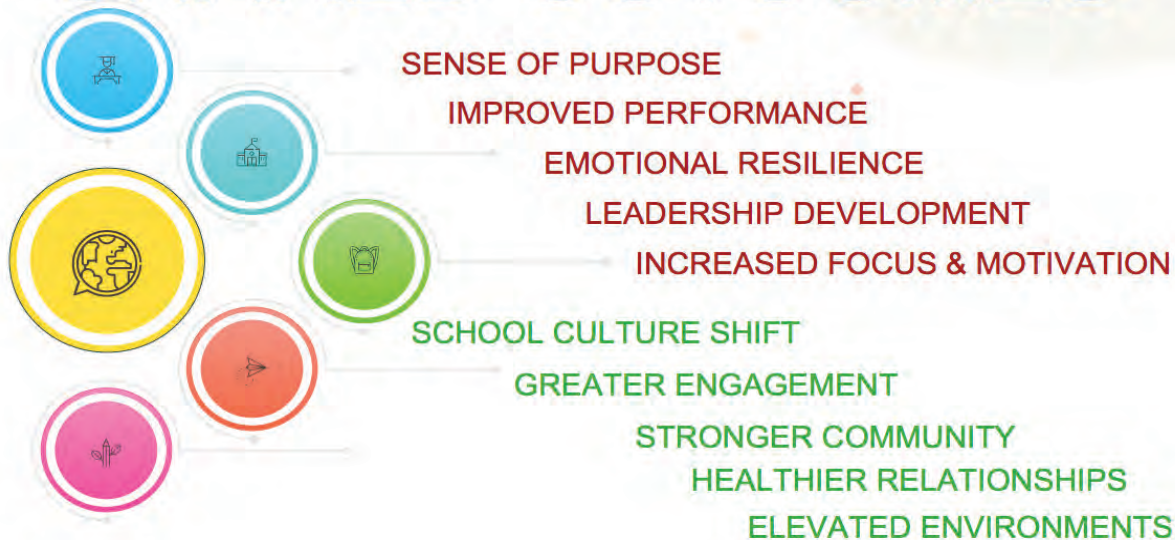 SENSE OF PURPOSE
IMPROVED PERFORMANCE
EMOTIONAL RESILIENCE
LEADERSHIP DEVELOPMENT
INCREASED FOCUS & MOTIVATION
SCHOOL CULTURE SHIFT
GREATER ENGAGEMENT
STRONGER COMMUNITY
HEALTHIER RELATIONSHIPS
ELEVATED ENVIRONMENTS